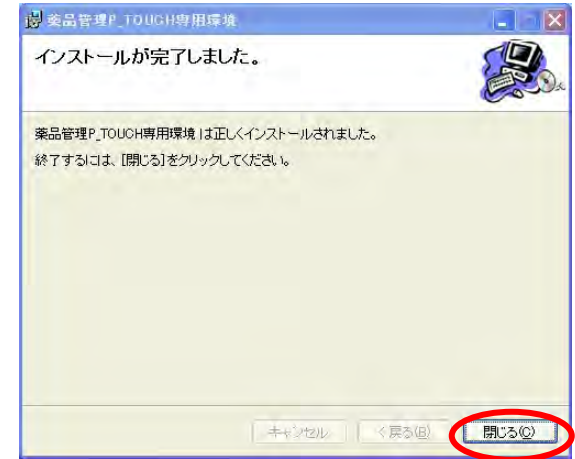 薬品管理P_TOUCH専用環境
インストールが完了しました。
薬品管理P_TOUCH専用環境 は正しくインストールされました。
終了するには、[閉じる]をクリックしてください。
キャンセル
< 戻る(B)
閉じる(C)